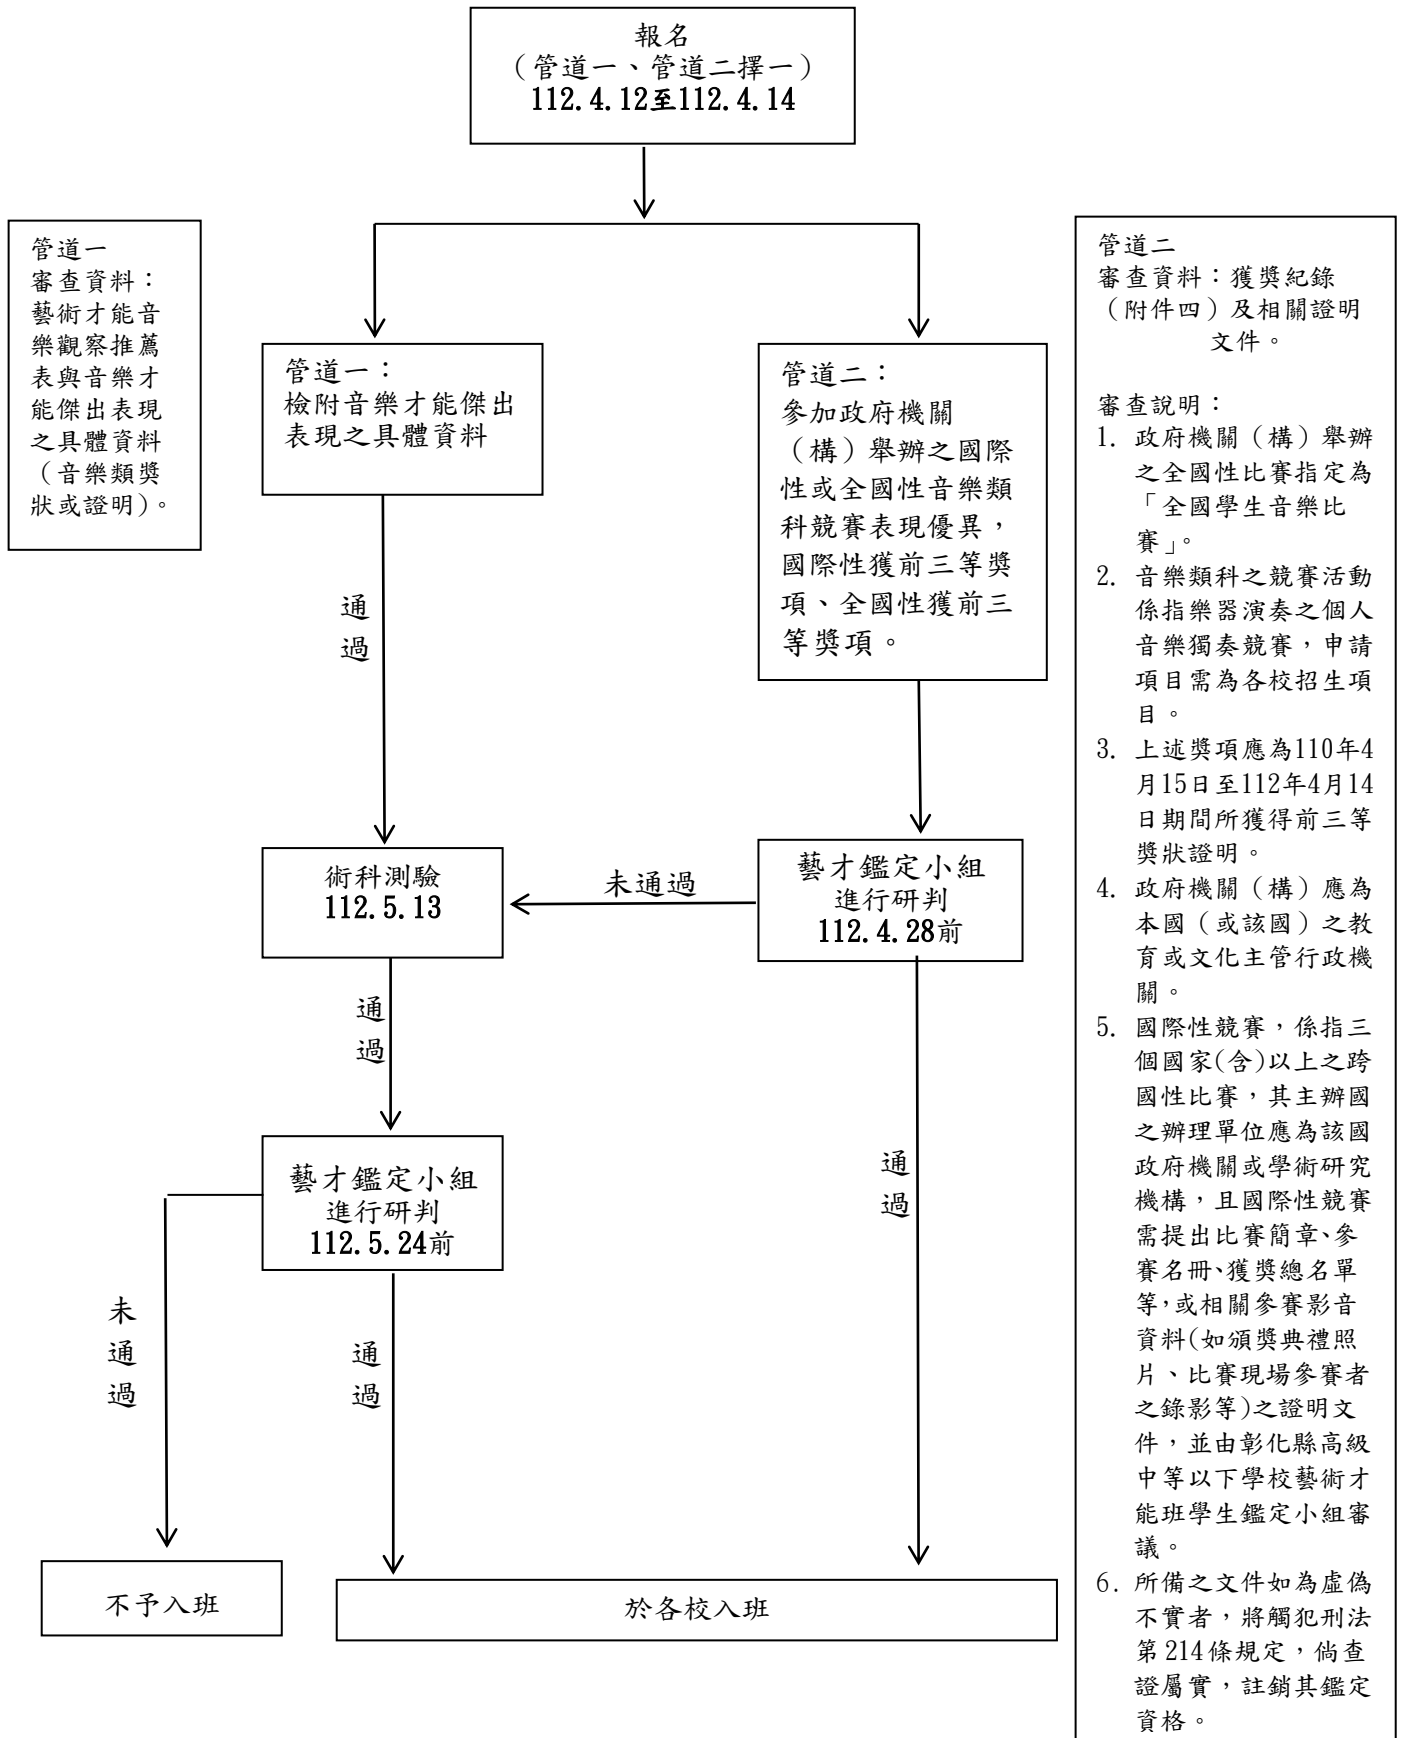 報名
（管道一、管道二擇一）
112.4.12至112.4.14
管道一
審查資料：
藝術才能音
樂觀察推薦
表與音樂才
能傑出表現
之具體資料
（音樂類獎
狀或證明）。
管道一：
檢附音樂才能傑出
表現之具體資料
管道二：
參加政府機關
（構）舉辦之國際
性或全國性音樂類
科競賽表現優異，
國際性獲前三等獎
項、全國性獲前三
等獎項。
管道二
審查資料：獲獎紀錄
（附件四）及相關證明
文件。
審查說明：
1. 政府機關（構）舉辦
之全國性比賽指定為
「全國學生音樂比
賽」。
2. 音樂類科之競賽活動
係指樂器演奏之個人
音樂獨奏競賽，申請
項目需為各校招生項
目。
3. 上述獎項應為110年4
月15日至112年4月14
日期間所獲得前三等
獎狀證明。
4. 政府機關（構）應為
本國（或該國）之教
育或文化主管行政機
關。
5. 國際性競賽，係指三
個國家(含)以上之跨
國性比賽，其主辦國
之辦理單位應為該國
政府機關或學術研究
機構，且國際性競賽
需提出比賽簡章、參
賽名冊、獲獎總名單
等，或相關參賽影音
資料(如頒獎典禮照
片、比賽現場參賽者
之錄影等)之證明文
件，並由彰化縣高級
中等以下學校藝術才
能班學生鑑定小組審
議。
6. 所備之文件如為虛偽
不實者，將觸犯刑法
第 214 條規定，倘查
證屬實，註銷其鑑定
資格。
通
過
術科測驗
112.5.13
未通過
藝才鑑定小組
進行研判
112.4.28前
通
過
藝才鑑定小組
進行研判
112.5.24前
通
過
未
通
過
通
過
不予入班
於各校入班